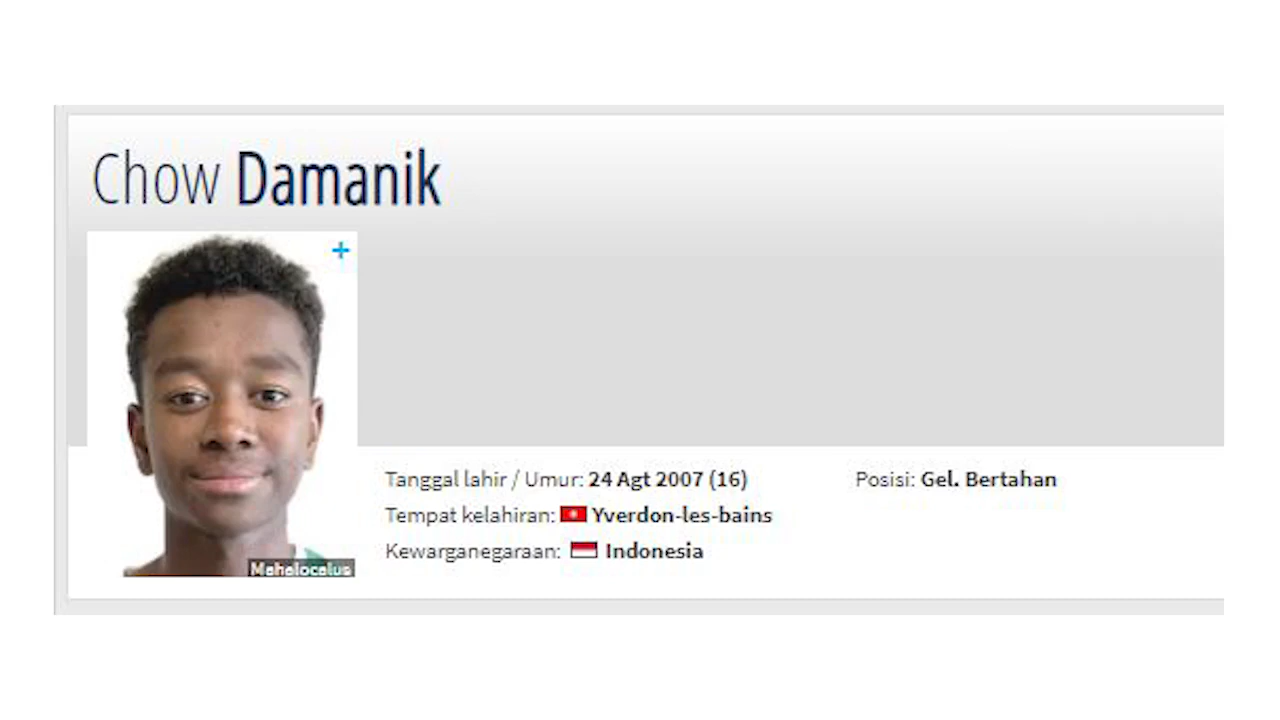 Chow Damanik
Tanggal lahir / Umur: 24 Agt 2007 (16)
Posisi: Gel. Bertahan
Tempat kelahiran: Yverdon-les-bains
Kewarganegaraan: Indonesia
Mahalocalus